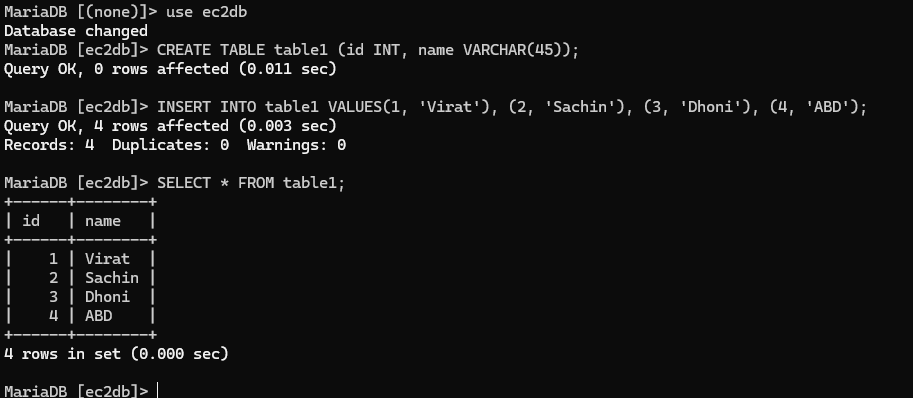 MariaDB [(none)]> use ec2db
Database changed
MariaDB [ec2db]> CREATE TABLE table1 (id INT, name VARCHAR(45));
Query OK, 0 rows affected (0.011 sec)

MariaDB [ec2db]> INSERT INTO table1 VALUES(1, 'Virat'), (2, 'Sachin'), (3, 'Dhoni'), (4, 'ABD');
Query OK, 4 rows affected (0.003 sec)
Records: 4  Duplicates: 0  Warnings: 0

MariaDB [ec2db]> SELECT * FROM table1;
+------+--------+
| id   | name   |
+------+--------+
|    1 | Virat  |
|    2 | Sachin |
|    3 | Dhoni  |
|    4 | ABD    |
+------+--------+
4 rows in set (0.000 sec)

MariaDB [ec2db]>